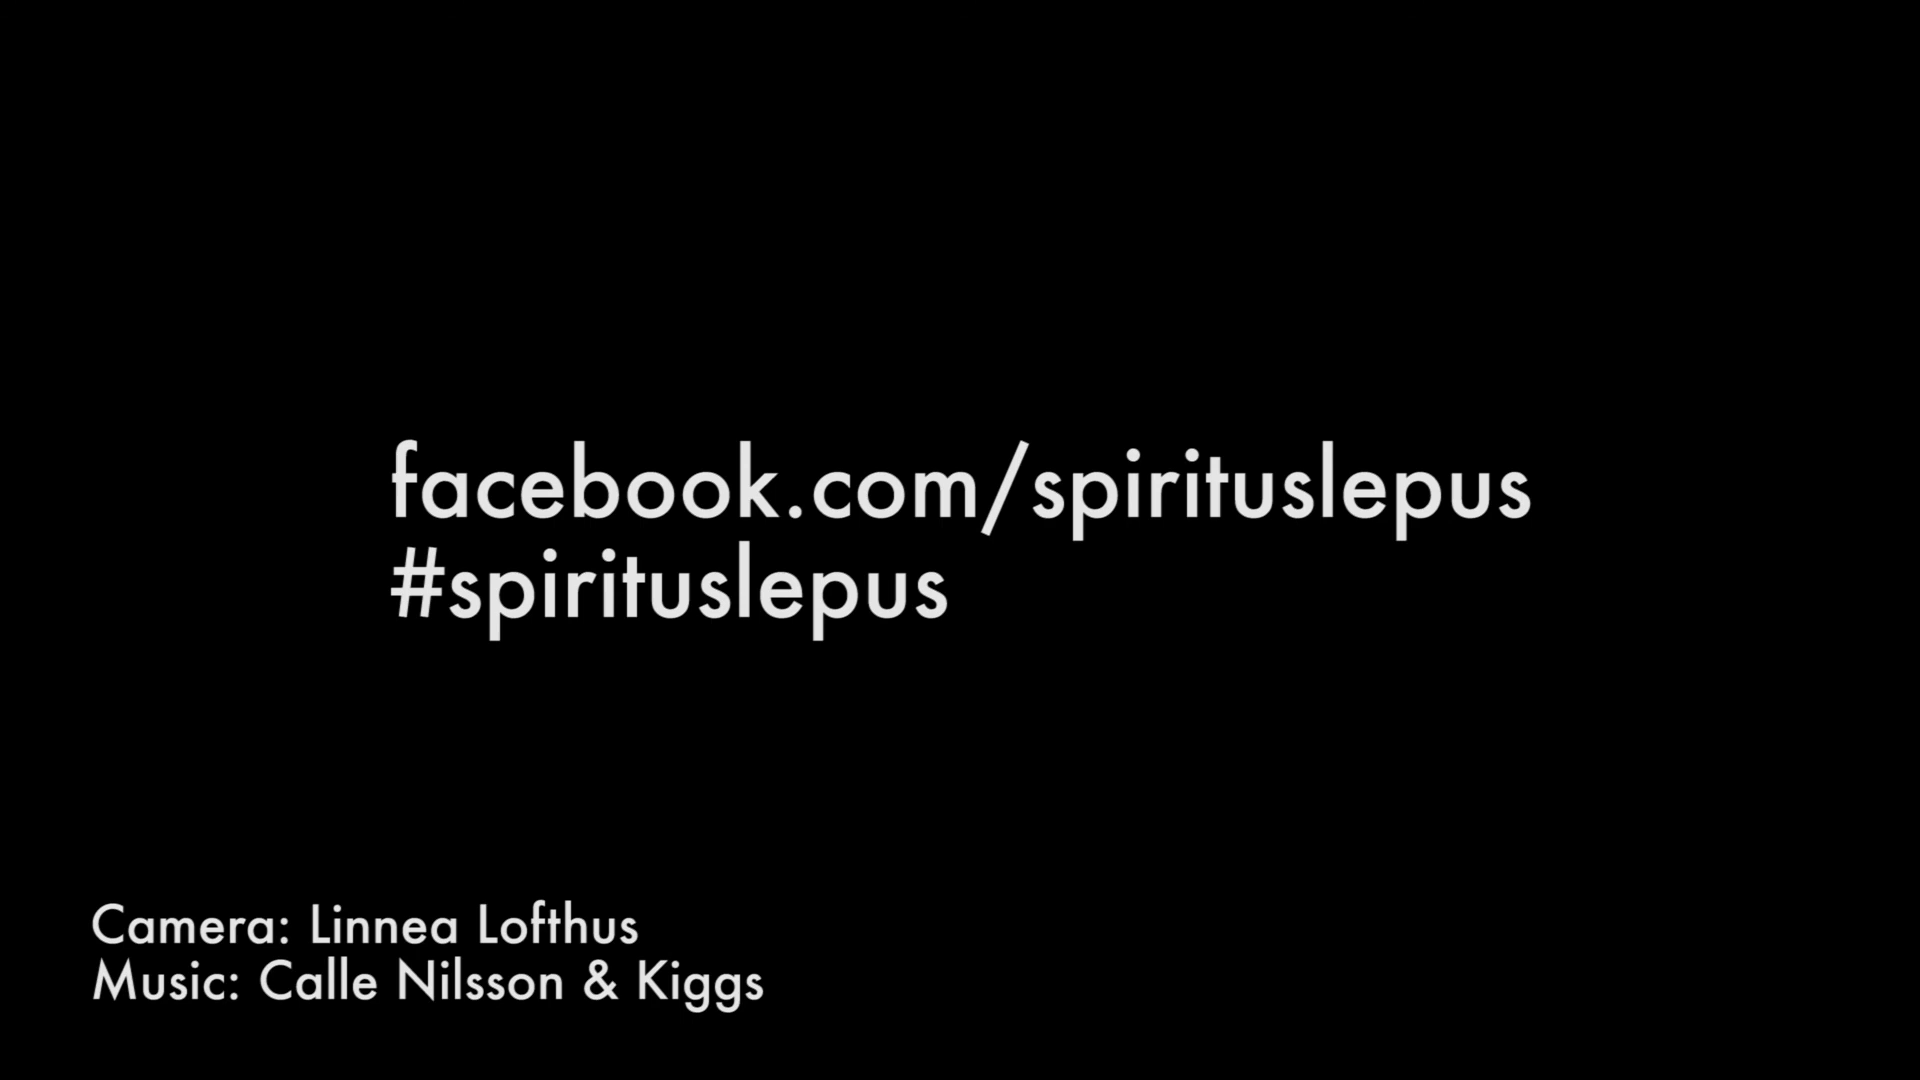 facebook.com/spirituslepus
#spirituslepus
Camera: Linnea Lofthus
Music: Calle Nilsson & Kiggs